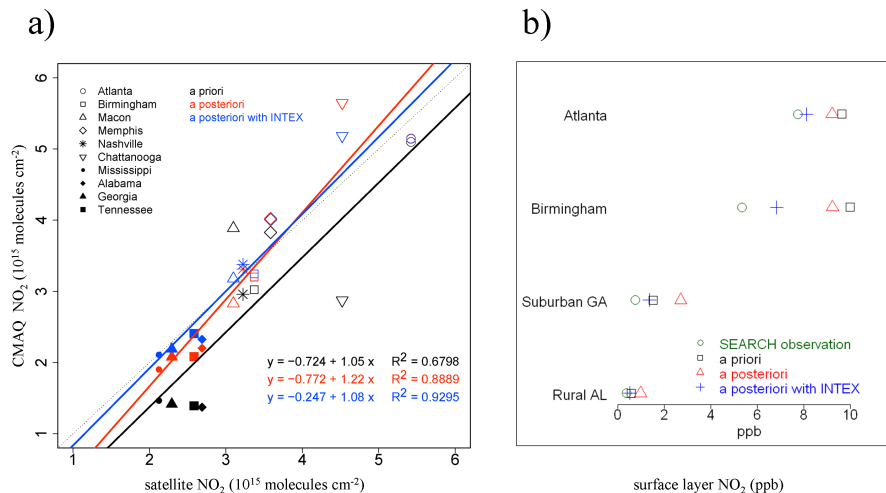 a)
b)
CMAQ NO2 (10^15 molecules cm^-2)
6
5
4
3
2
1
Atlanta a priori
Birmingham a posteriori
Macon a posteriori with INTEX
Memphis
Nashville
Chattanooga
Mississippi
Alabama
Georgia
Tennessee
y = −0.724 + 1.05 x R² = 0.6798
y = −0.772 + 1.22 x R² = 0.8889
y = −0.247 + 1.08 x R² = 0.9295
1 2 3 4 5 6
satellite NO2 (10^15 molecules cm^-2)
Atlanta
Birmingham
Suburban GA
Rural AL
SEARCH observation
a priori
a posteriori
a posteriori with INTEX
0 2 4 6 8 10
ppb
surface layer NO2 (ppb)